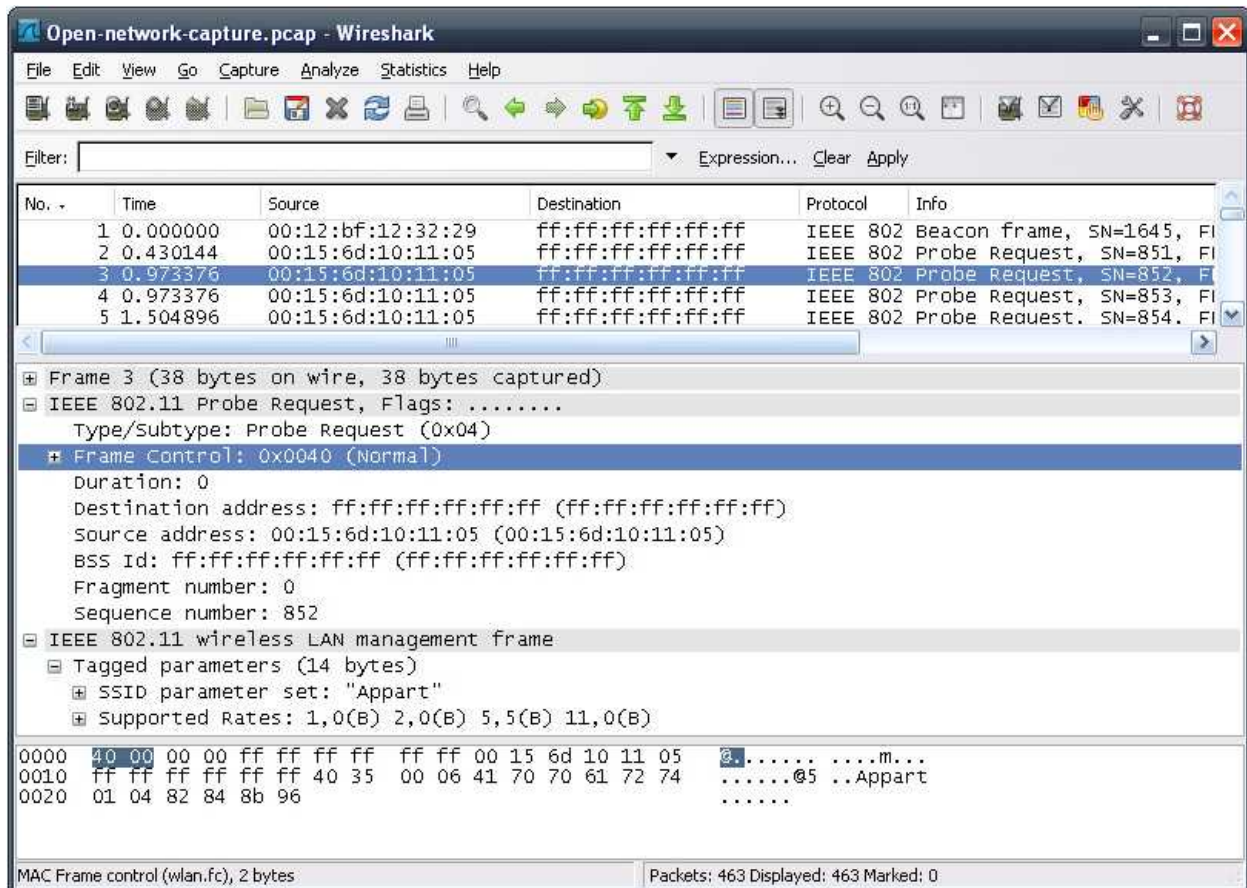 Open-network-capture.pcap - Wireshark
File Edit View Go Capture Analyze Statistics Help
Filter: Expression... Clear Apply
No. Time Source Destination Protocol Info
1 0.000000 00:12:bf:12:32:29 ff:ff:ff:ff:ff:ff IEEE 802 Beacon frame, SN=1645, Fl
2 0.430144 00:15:6d:10:11:05 ff:ff:ff:ff:ff:ff IEEE 802 Probe Request, SN=851, Fl
3 0.973376 00:15:6d:10:11:05 ff:ff:ff:ff:ff:ff IEEE 802 Probe Request, SN=852, Fl
4 0.973376 00:15:6d:10:11:05 ff:ff:ff:ff:ff:ff IEEE 802 Probe Request, SN=853, Fl
5 1.504896 00:15:6d:10:11:05 ff:ff:ff:ff:ff:ff IEEE 802 Probe Request, SN=854, Fl
Frame 3 (38 bytes on wire, 38 bytes captured)
IEEE 802.11 Probe Request, Flags: ........
Type/Subtype: Probe Request (0x04)
Frame Control: 0x0040 (Normal)
Duration: 0
Destination address: ff:ff:ff:ff:ff:ff (ff:ff:ff:ff:ff:ff)
Source address: 00:15:6d:10:11:05 (00:15:6d:10:11:05)
BSS Id: ff:ff:ff:ff:ff:ff (ff:ff:ff:ff:ff:ff)
Fragment number: 0
Sequence number: 852
IEEE 802.11 wireless LAN management frame
Tagged parameters (14 bytes)
SSID parameter set: "Appart"
Supported Rates: 1,0(B) 2,0(B) 5,5(B) 11,0(B)
0000 40 00 00 00 ff ff ff ff ff ff 00 15 6d 10 11 05 @....... ....m...
0010 ff ff ff ff ff ff 40 35 00 06 41 70 70 61 72 74 ......@5 ..Appart
0020 01 04 82 84 8b 96 ......
MAC Frame control (wlan.fc), 2 bytes Packets: 463 Displayed: 463 Marked: 0